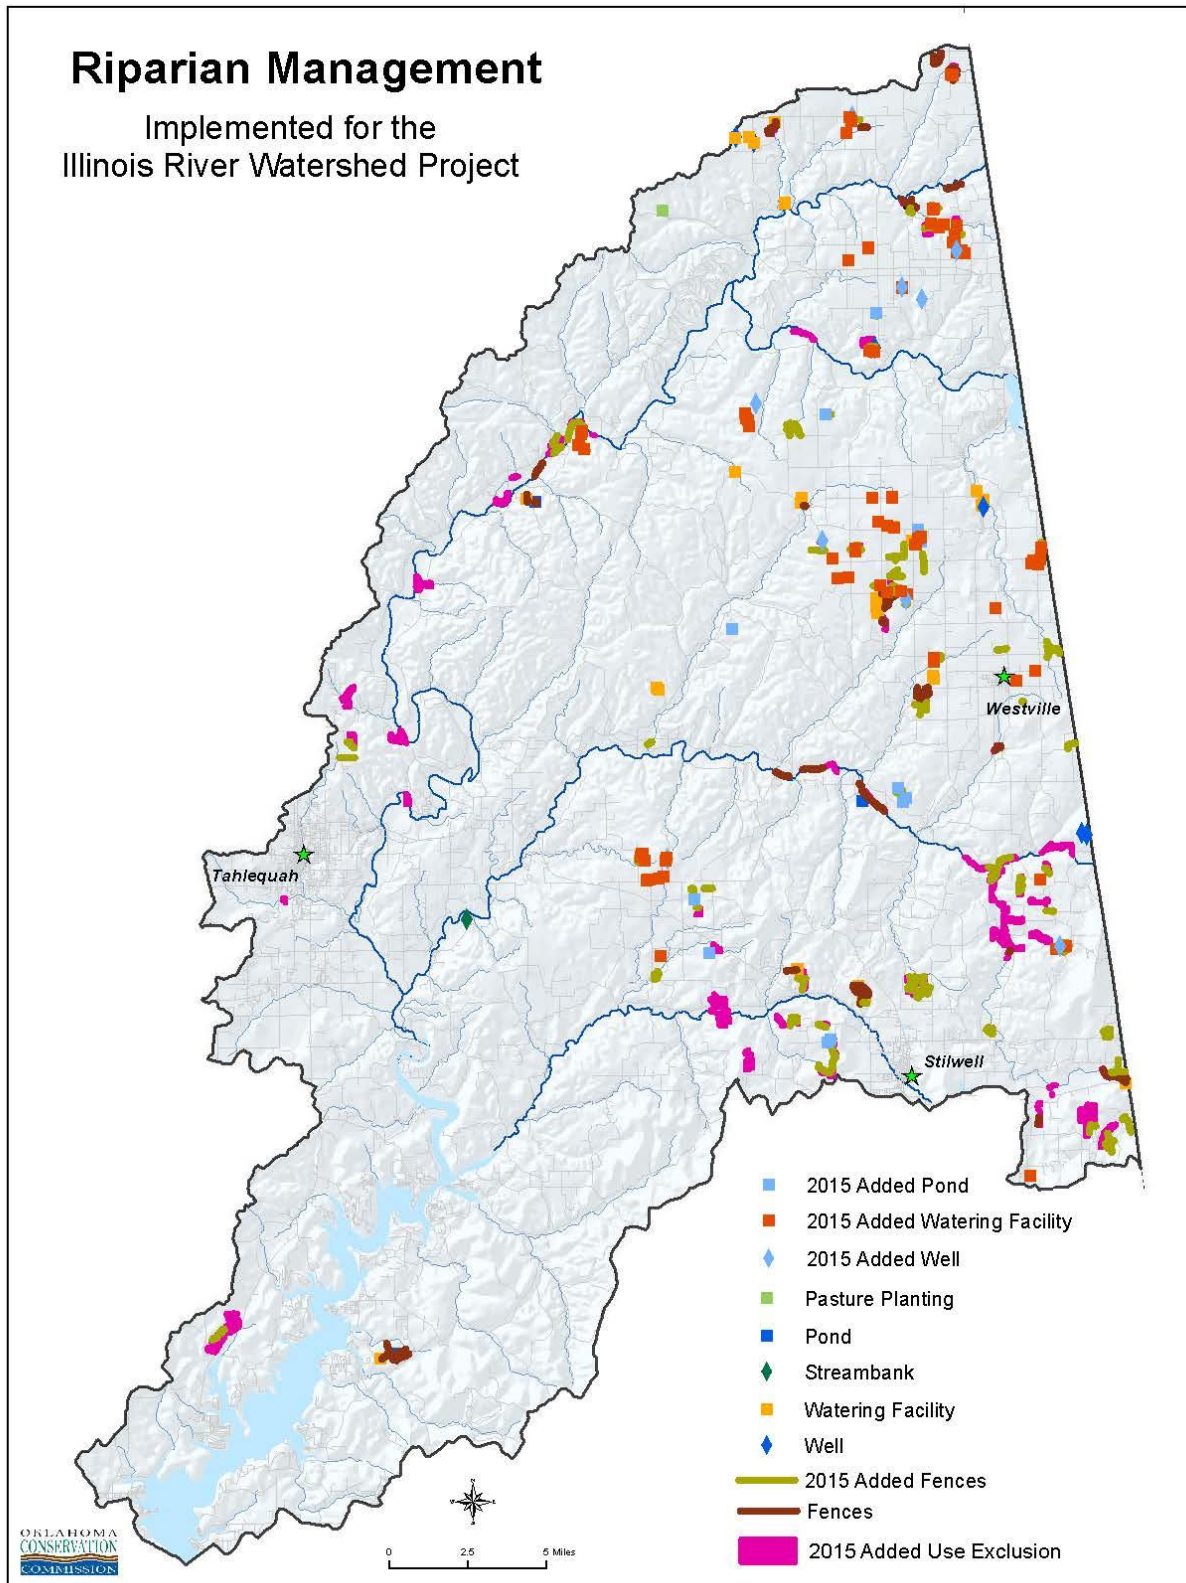 Riparian Management
Implemented for the
Illinois River Watershed Project
Westville
Tahlequah
Stilwell
2015 Added Pond
2015 Added Watering Facility
2015 Added Well
Pasture Planting
Pond
Streambank
Watering Facility
Well
2015 Added Fences
Fences
2015 Added Use Exclusion
OKLAHOMA
CONSERVATION
COMMISSION
0 2.5 5 Miles